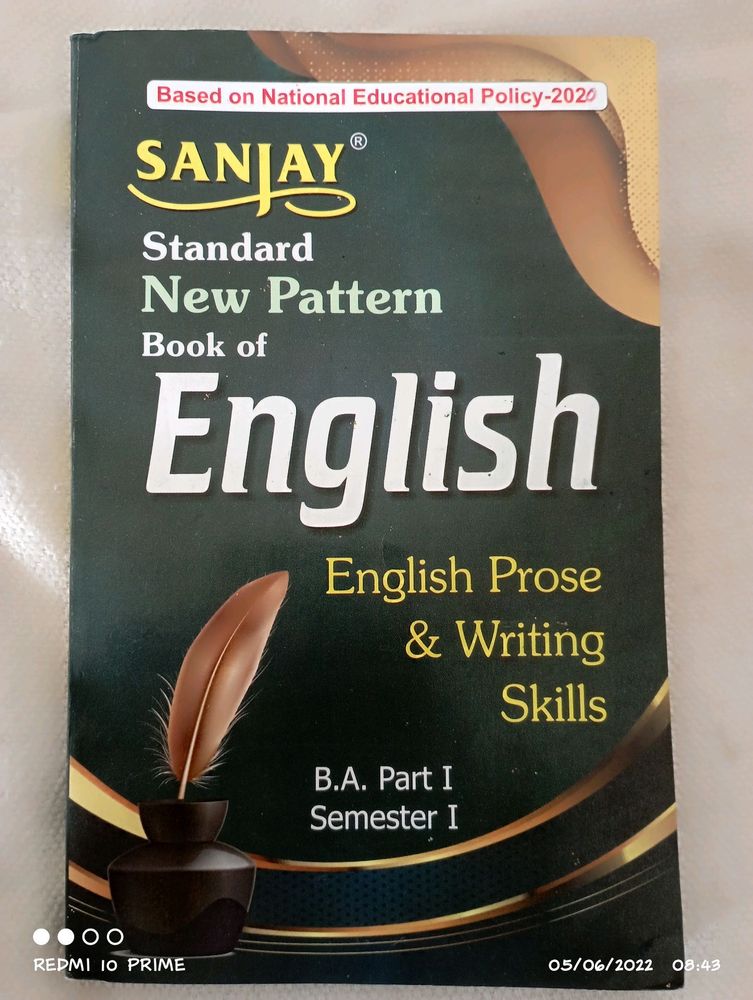 Based on National Educational Policy-2020
SANJAY®
Standard
New Pattern
Book of
English
English Prose
& Writing
Skills
B.A. Part I
Semester I
REDMI 10 PRIME
05/06/2022 08:43